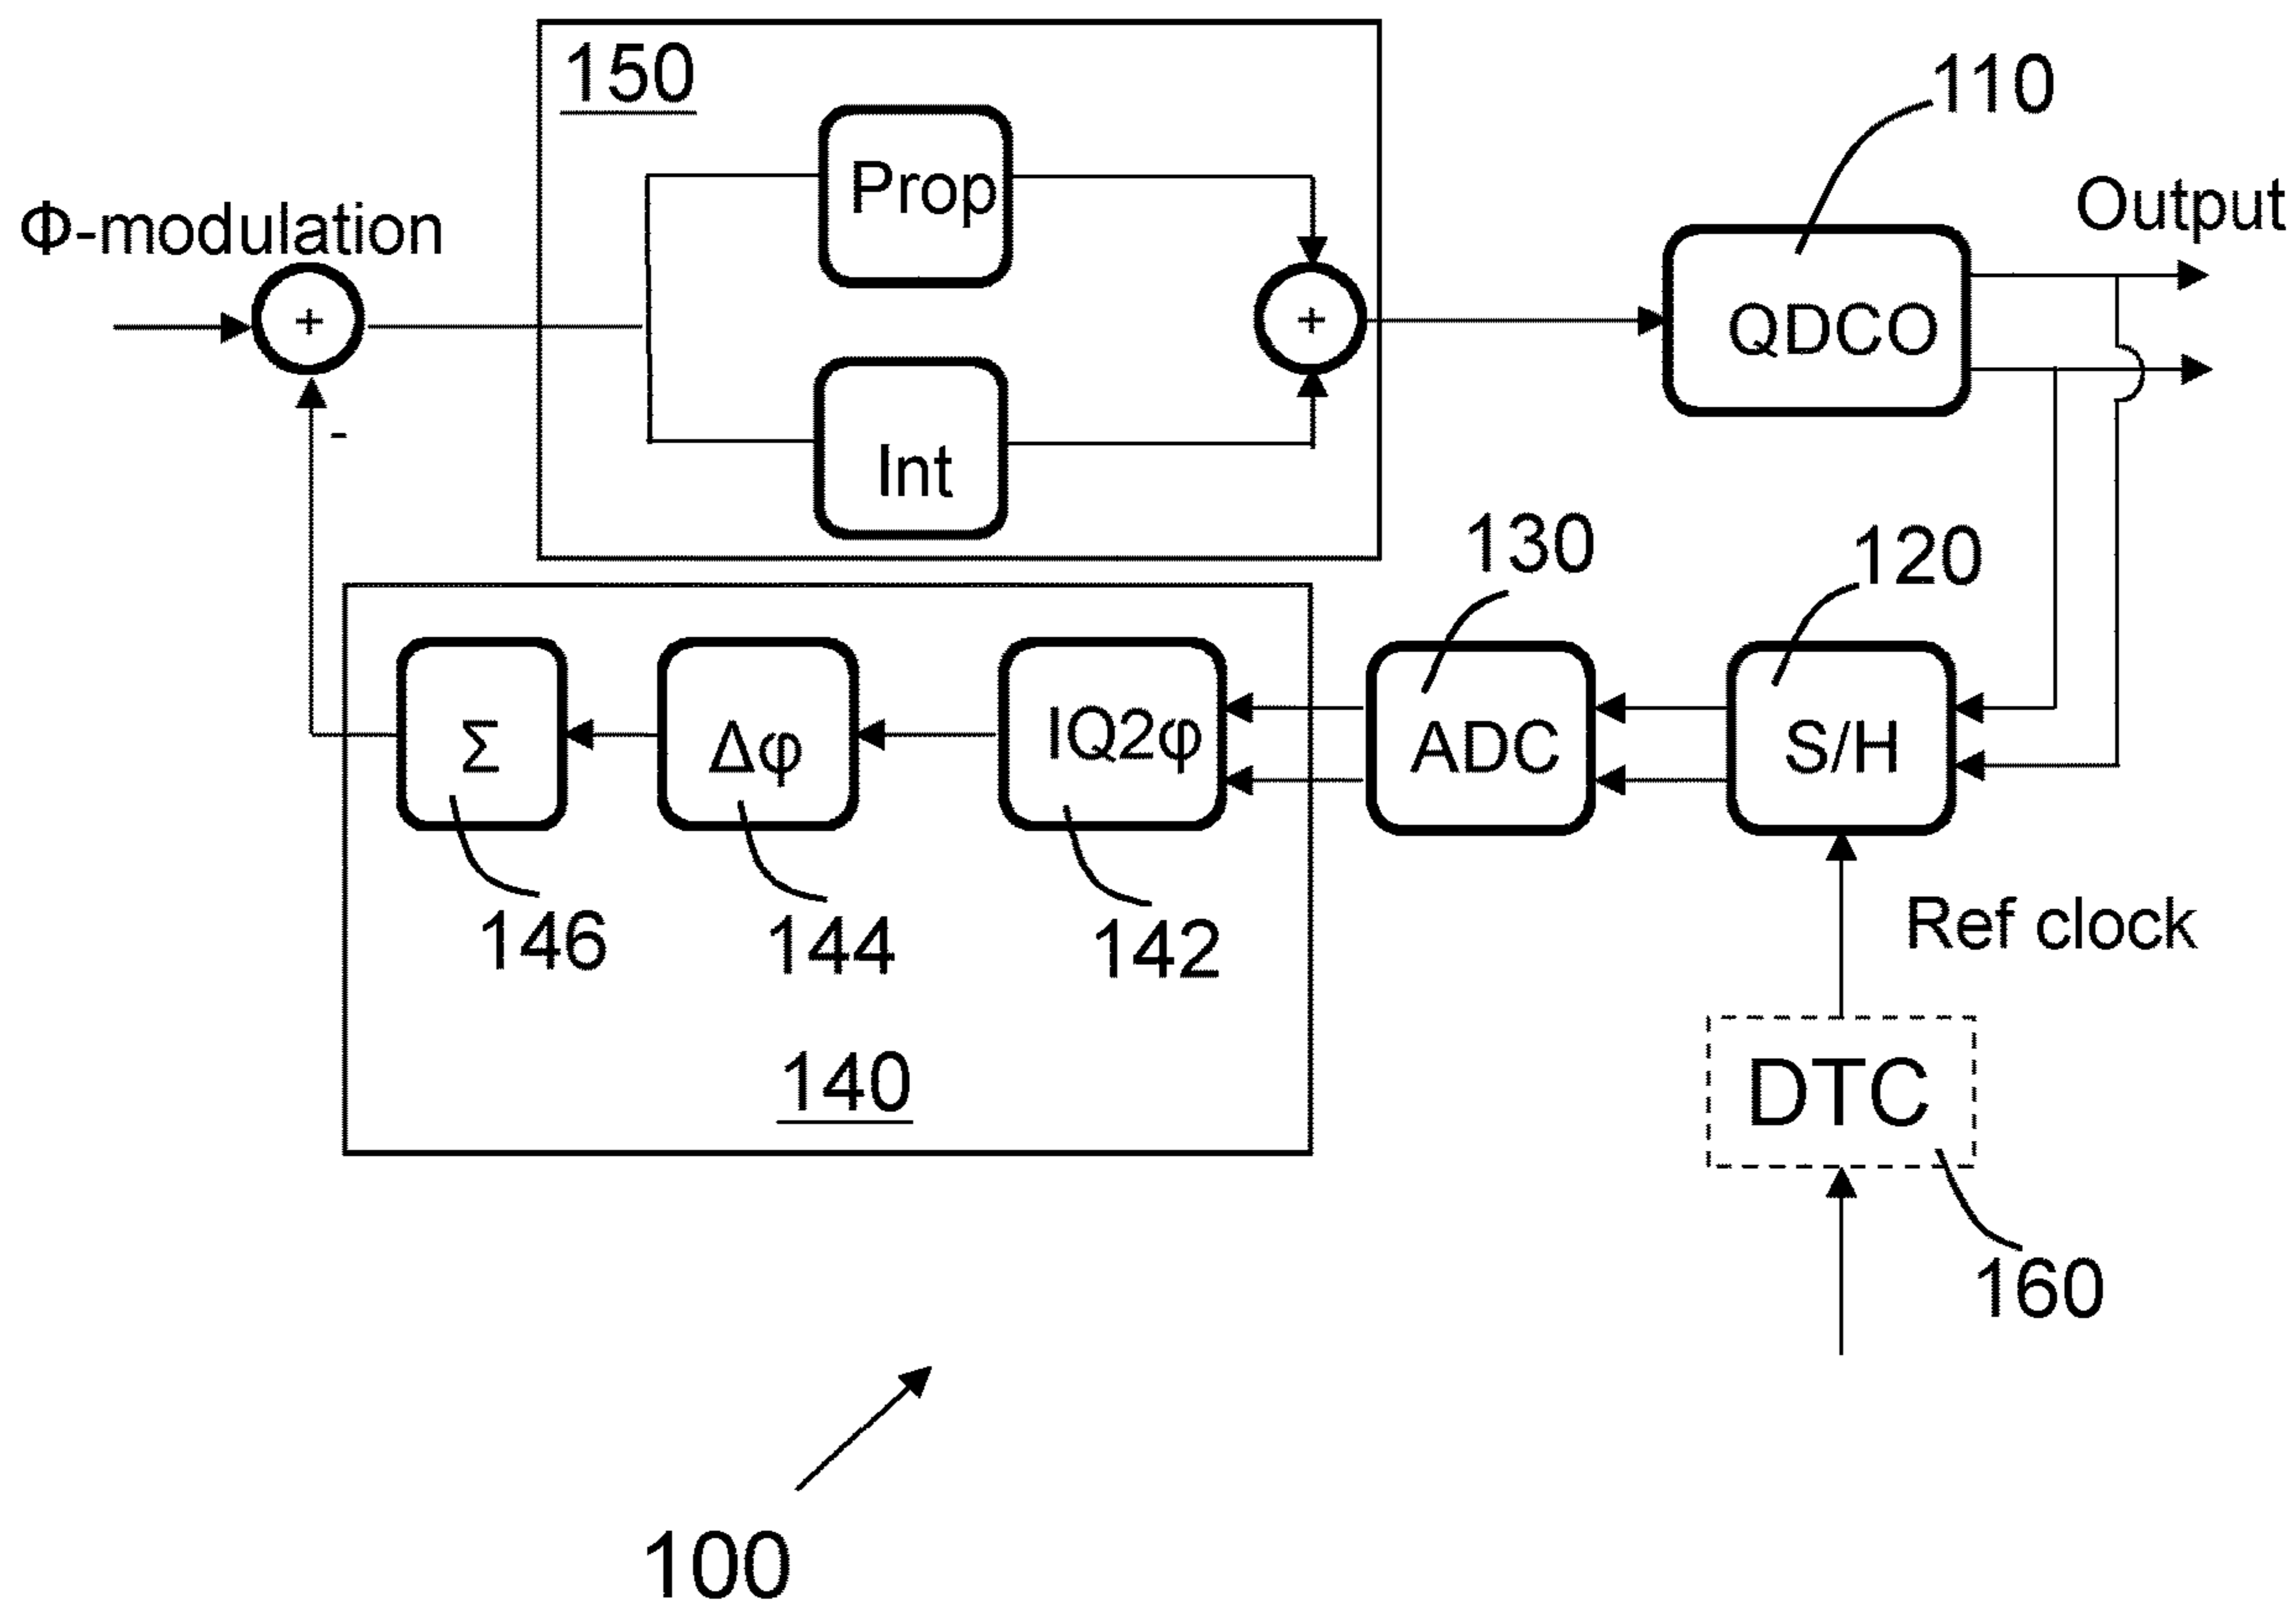 150
110
Prop
Output
Φ-modulation
+
+
QDCO
-
Int
130
120
Σ
Δφ
IQ2φ
ADC
S/H
146
144
142
Ref clock
140
DTC
160
100